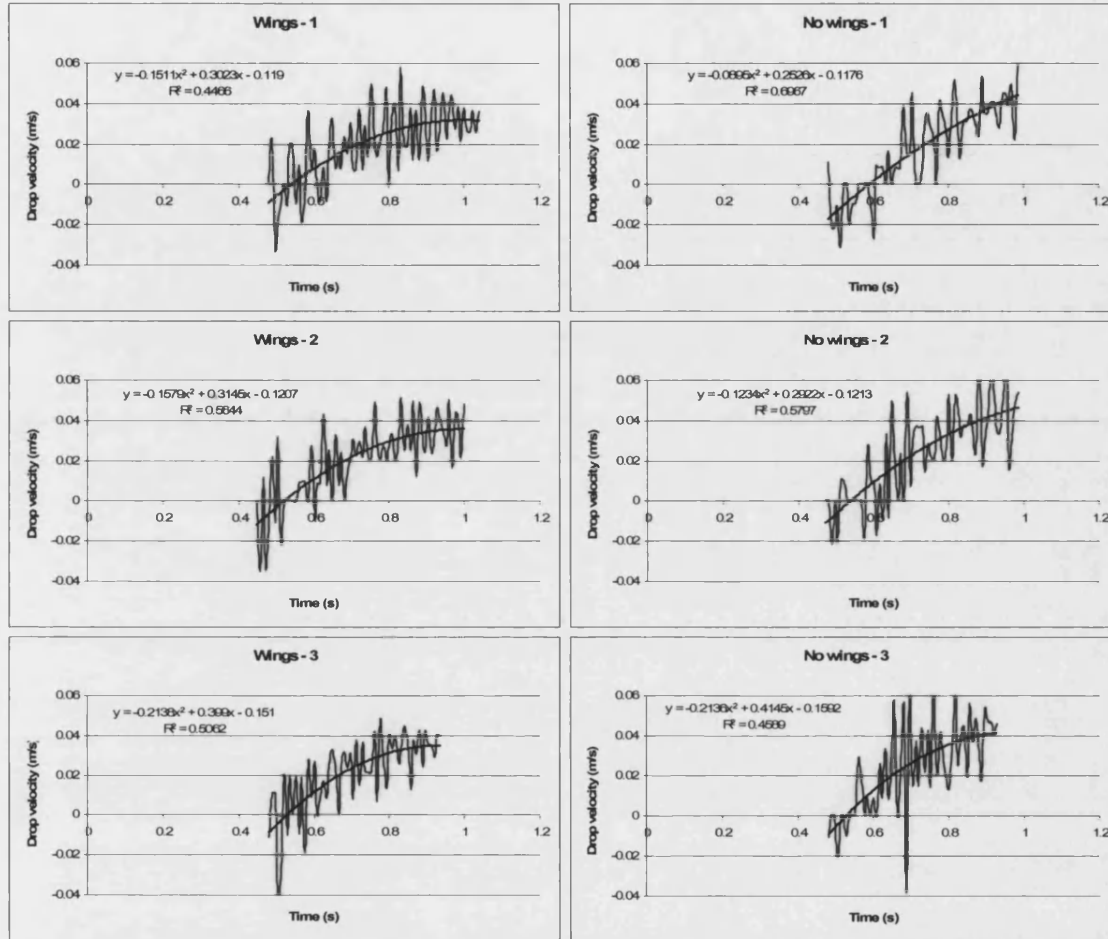 Wings - 1
0.06
0.04
0.02
0
-0.02
-0.04
0
0.2
0.4
0.6
0.8
1
1.2
y = -0.1511x² + 0.3023x - 0.119
R² = 0.4466
Drop velocity (m/s)
Time (s)
No wings - 1
0.06
0.04
0.02
0
-0.02
-0.04
0
0.2
0.4
0.6
0.8
1
1.2
y = -0.0895x² + 0.2526x - 0.1176
R² = 0.6967
Drop velocity (m/s)
Time (s)
Wings - 2
0.06
0.04
0.02
0
-0.02
-0.04
0
0.2
0.4
0.6
0.8
1
1.2
y = -0.1579x² + 0.3145x - 0.1207
R² = 0.5644
Drop velocity (m/s)
Time (s)
No wings - 2
0.06
0.04
0.02
0
-0.02
-0.04
0
0.2
0.4
0.6
0.8
1
1.2
y = -0.1234x² + 0.2922x - 0.1213
R² = 0.5797
Drop velocity (m/s)
Time (s)
Wings - 3
0.06
0.04
0.02
0
-0.02
-0.04
0
0.2
0.4
0.6
0.8
1
1.2
y = -0.2138x² + 0.399x - 0.151
R² = 0.5062
Drop velocity (m/s)
Time (s)
No wings - 3
0.06
0.04
0.02
0
-0.02
-0.04
0
0.2
0.4
0.6
0.8
1
1.2
y = -0.2136x² + 0.4145x - 0.1592
R² = 0.4589
Drop velocity (m/s)
Time (s)